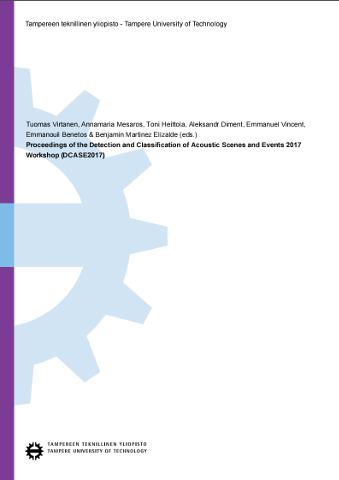 Tampereen teknillinen yliopisto - Tampere University of Technology
Tuomas Virtanen, Annamaria Mesaros, Toni Heittola, Aleksandr Diment, Emmanuel Vincent,
Emmanouil Benetos & Benjamin Martinez Elizalde (eds.)
Proceedings of the Detection and Classification of Acoustic Scenes and Events 2017
Workshop (DCASE2017)
TAMPEREEN TEKNILLINEN YLIOPISTO
TAMPERE UNIVERSITY OF TECHNOLOGY